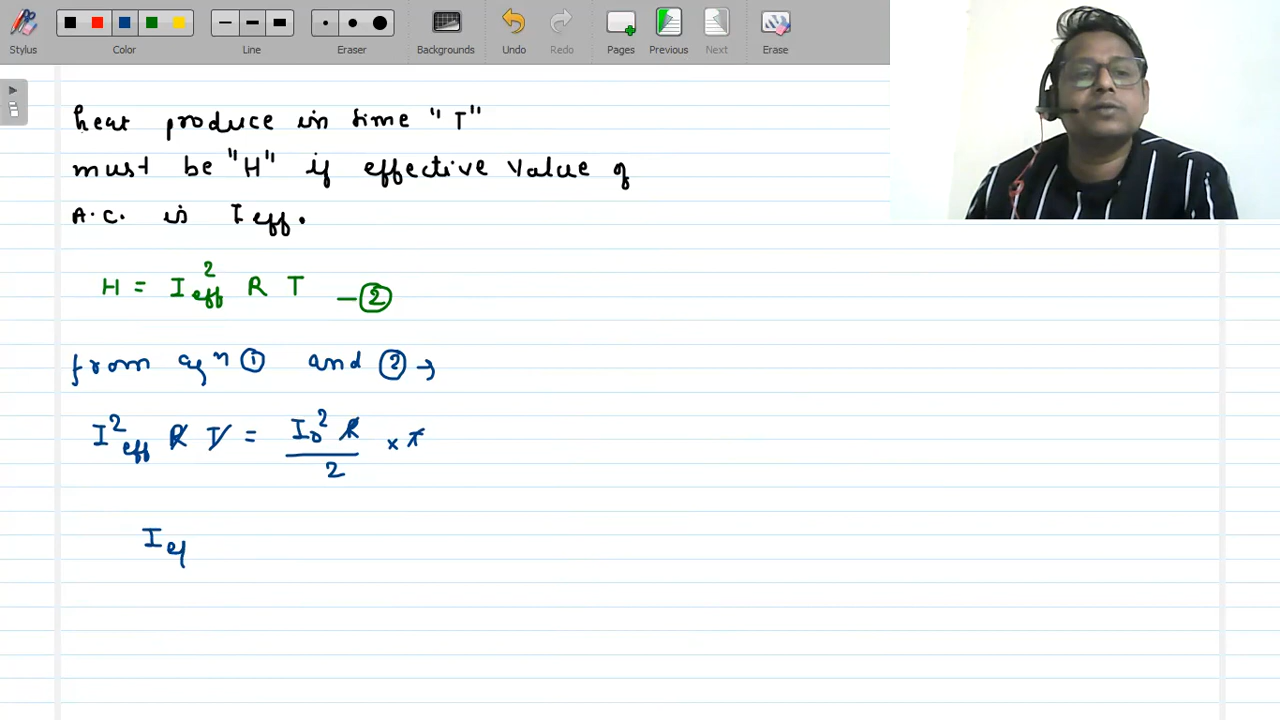 Stylus Color Line Eraser Backgrounds Undo Redo Pages Previous Next Erase
heat produce in time "T"
must be "H" if effective value of
A.C. is Ieff.
H = I²eff R T —②
from eqⁿ ① and ② →
I²eff R T = I₀² R / 2 × T
Ief